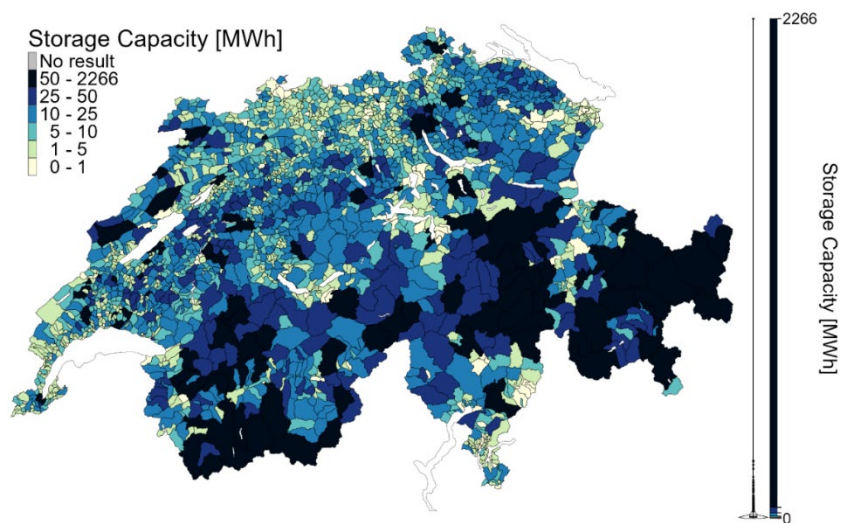 Storage Capacity [MWh]
No result
50 - 2266
25 - 50
10 - 25
5 - 10
1 - 5
0 - 1
2266
Storage Capacity [MWh]
0